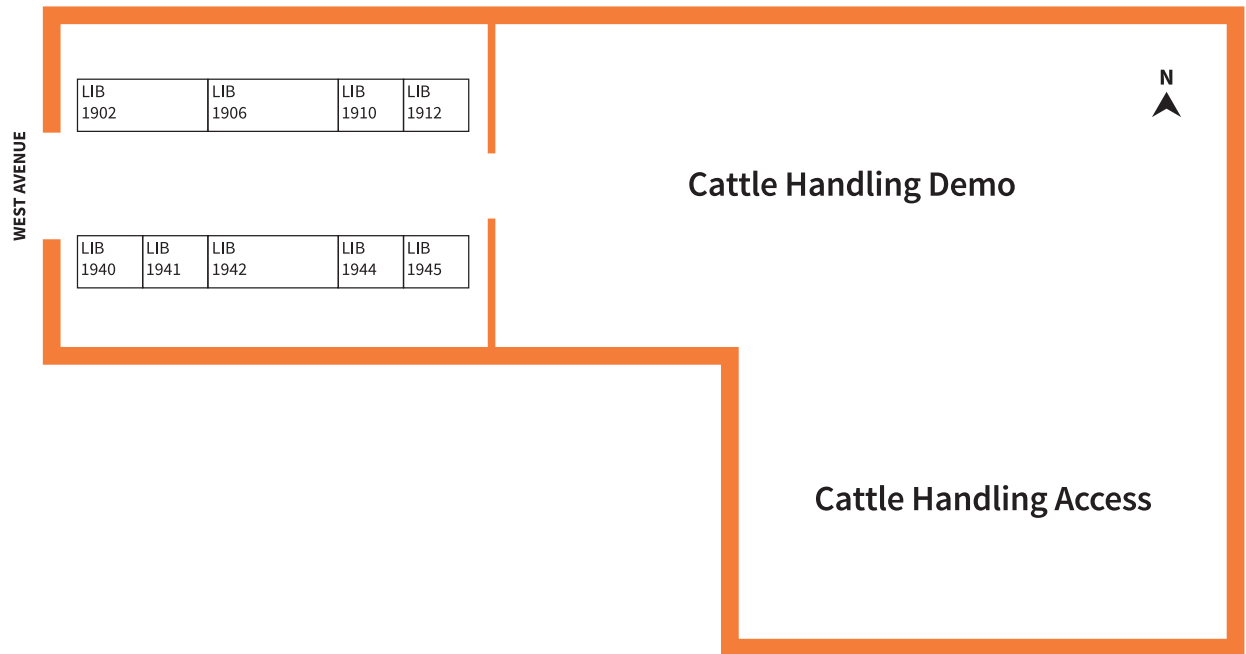 N
LIB
1902
LIB
1906
LIB
1910
LIB
1912
WEST AVENUE
Cattle Handling Demo
LIB
1940
LIB
1941
LIB
1942
LIB
1944
LIB
1945
Cattle Handling Access